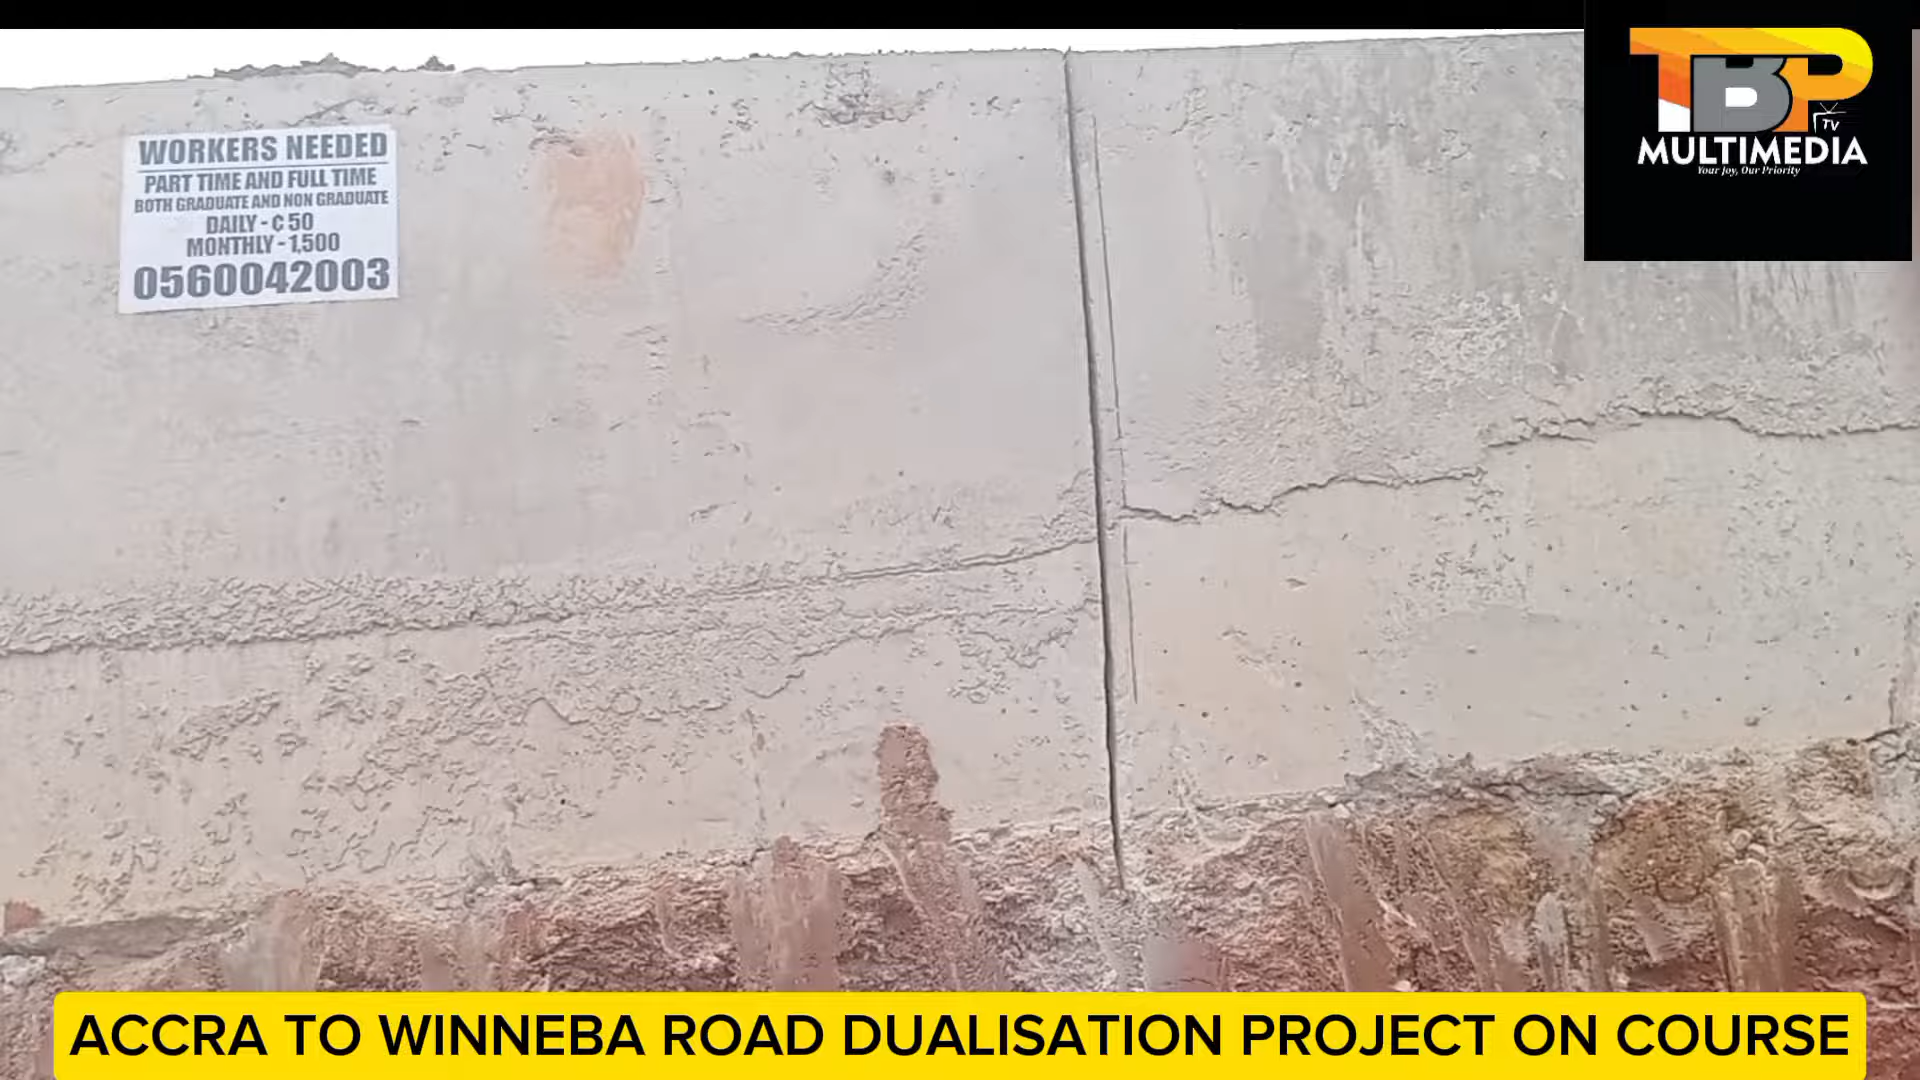 WORKERS NEEDED
PART TIME AND FULL TIME
BOTH GRADUATE AND NON GRADUATE
DAILY - ₵ 50
MONTHLY - 1,500
0560042003
TBP
TV
MULTIMEDIA
Your Joy, Our Priority
ACCRA TO WINNEBA ROAD DUALISATION PROJECT ON COURSE